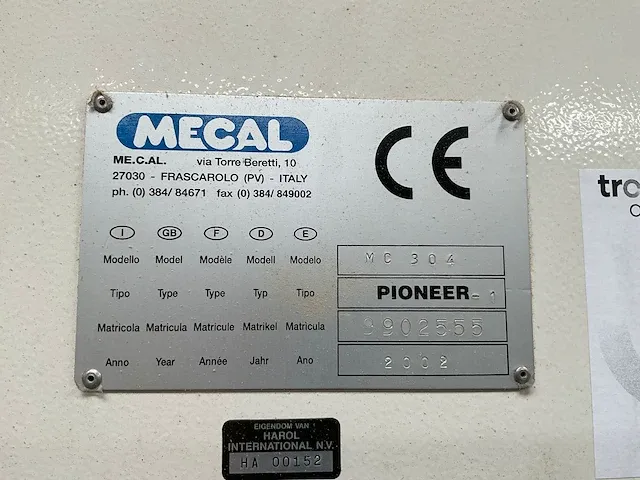 MECAL
ME.C.AL. via Torre Beretti, 10
27030 - FRASCAROLO (PV) - ITALY
ph. (0) 384/ 84671 fax (0) 384/ 849002
CE
I GB F D E
Modello Model Modèle Modell Modelo MC 304
Tipo Type Type Typ Tipo PIONEER-1
Matricola Matricula Matricule Matrikel Matricula 9902555
Anno Year Année Jahr Ano 2002
EIGENDOM VAN
HAROL
INTERNATIONAL N.V.
HA 00152